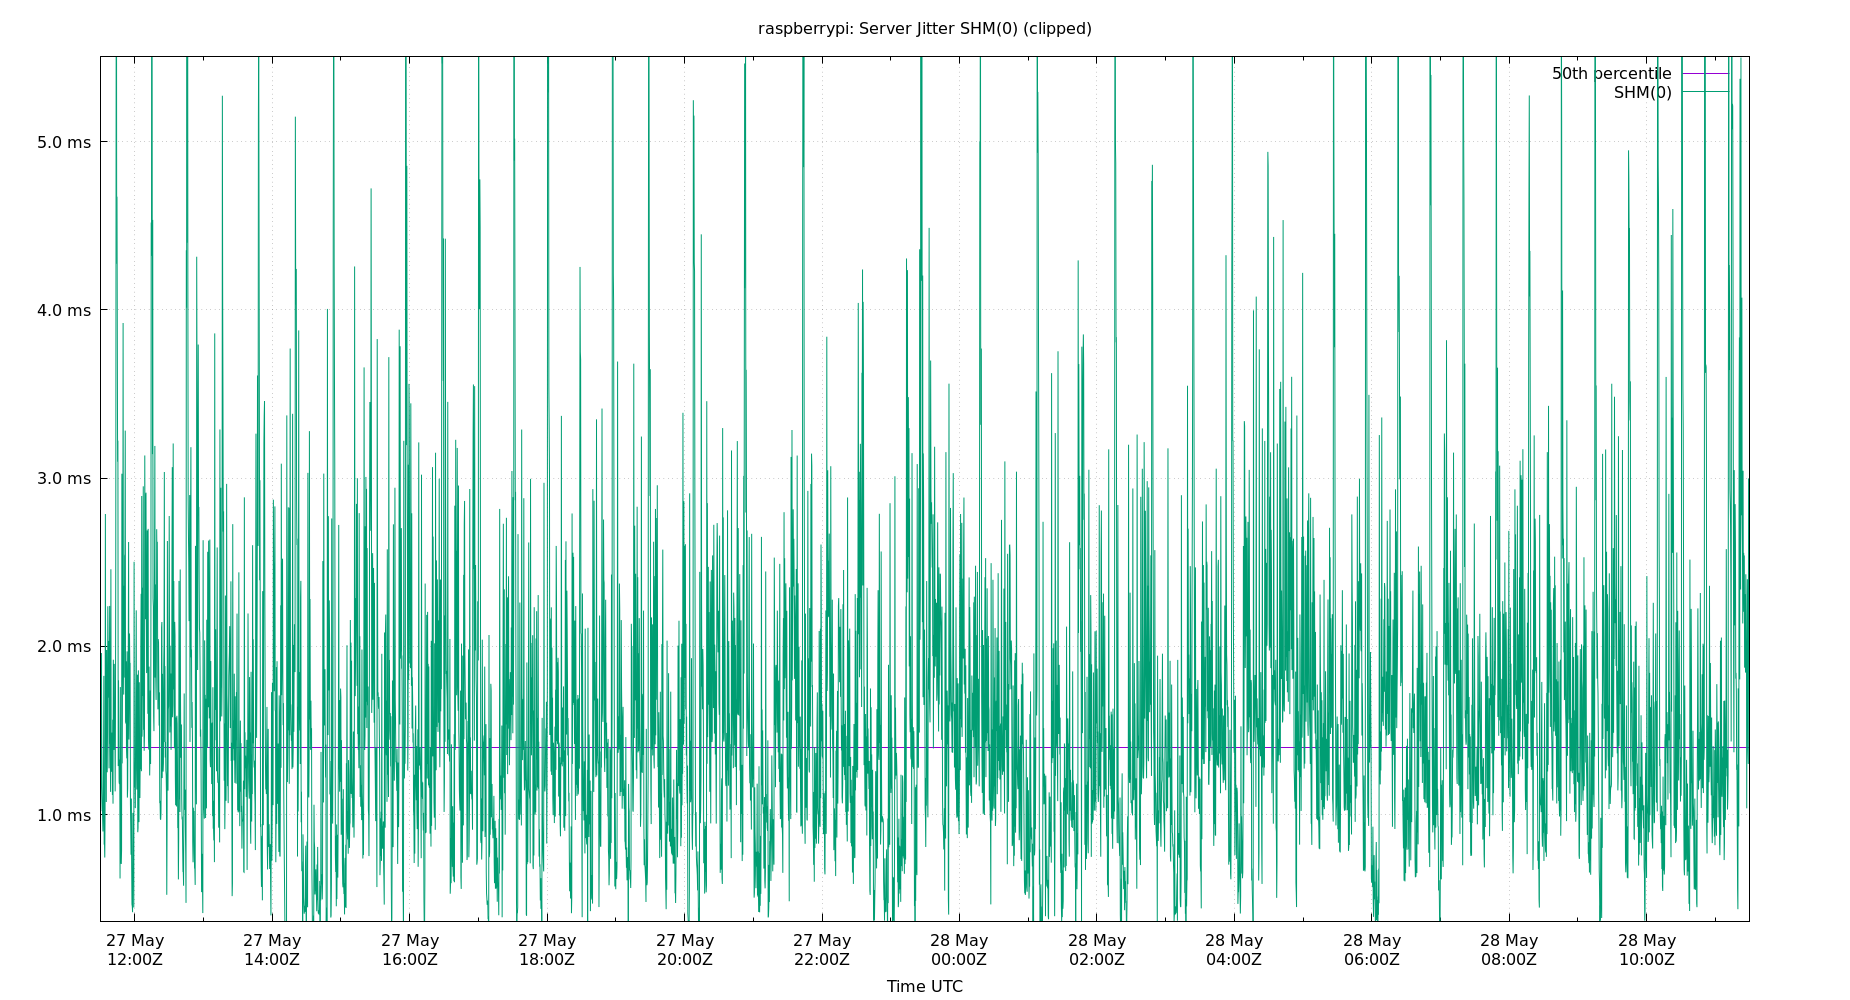 raspberrypi: Server Jitter SHM(0) (clipped)
50th percentile
SHM(0)
5.0 ms
4.0 ms
3.0 ms
2.0 ms
1.0 ms
27 May 27 May 27 May 27 May 27 May 27 May 28 May 28 May 28 May 28 May 28 May 28 May
12:00Z 14:00Z 16:00Z 18:00Z 20:00Z 22:00Z 00:00Z 02:00Z 04:00Z 06:00Z 08:00Z 10:00Z
Time UTC